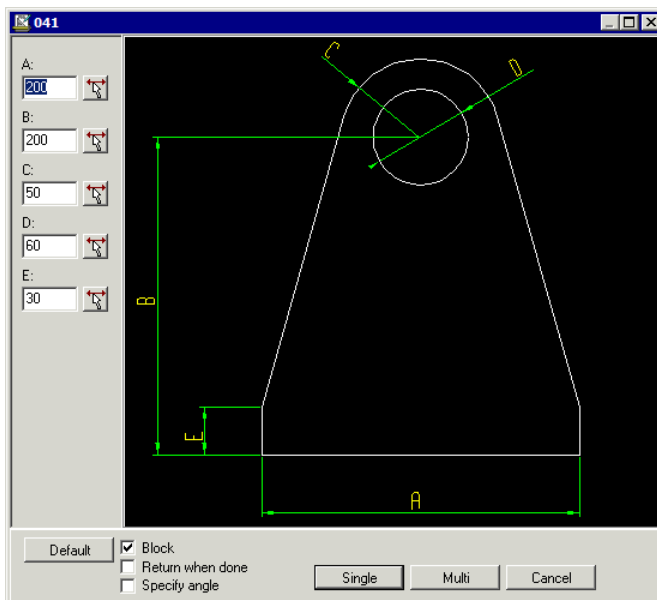 041
A:
200
B:
200
C:
50
D:
60
E:
30
C
D
B
E
A
Default
Block
Return when done
Specify angle
Single
Multi
Cancel